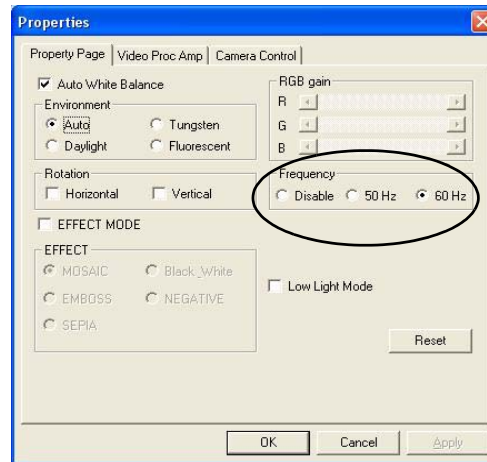 Properties
Property Page Video Proc Amp Camera Control
Auto White Balance
Environment
Auto Tungsten
Daylight Fluorescent
RGB gain
R
G
B
Rotation
Horizontal Vertical
Frequency
Disable 50 Hz 60 Hz
EFFECT MODE
EFFECT
MOSAIC Black_White
EMBOSS NEGATIVE
SEPIA
Low Light Mode
Reset
OK Cancel Apply